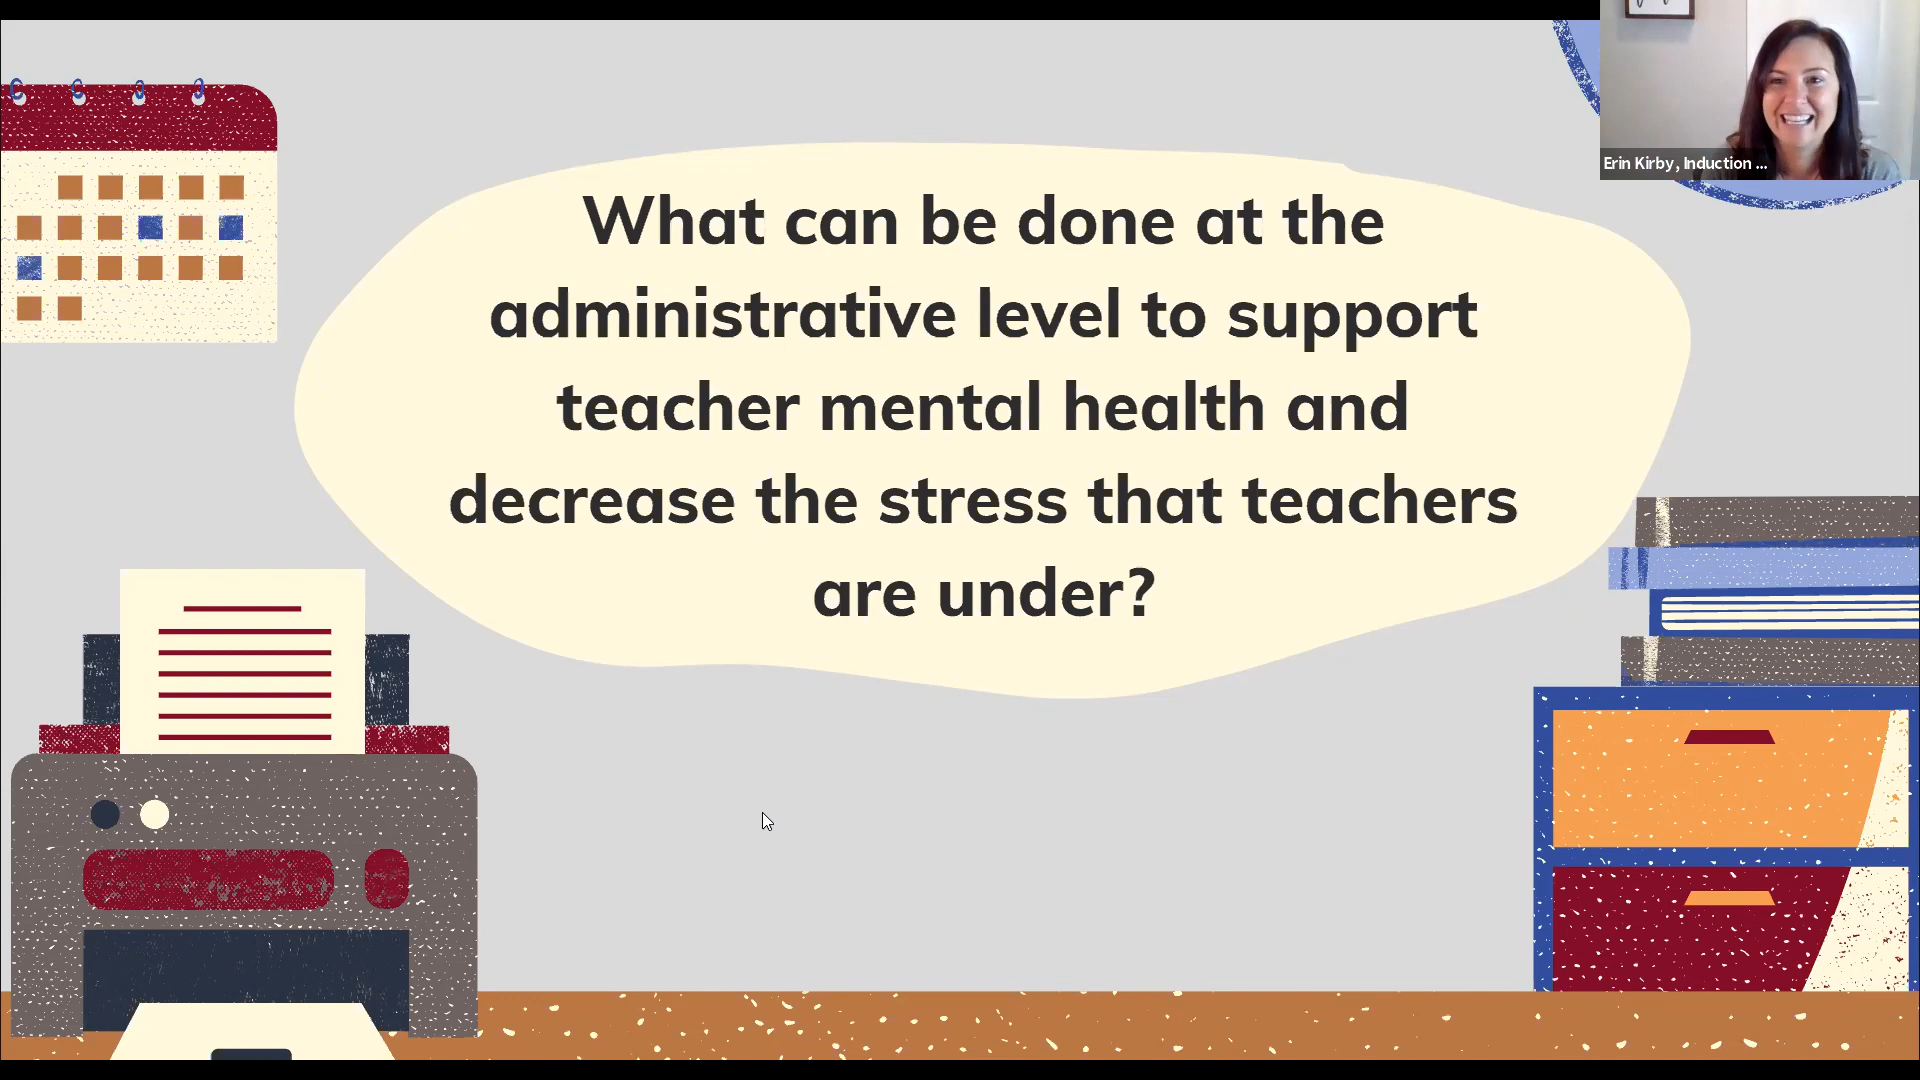 What can be done at the
administrative level to support
teacher mental health and
decrease the stress that teachers
are under?
Erin Kirby, Induction ...